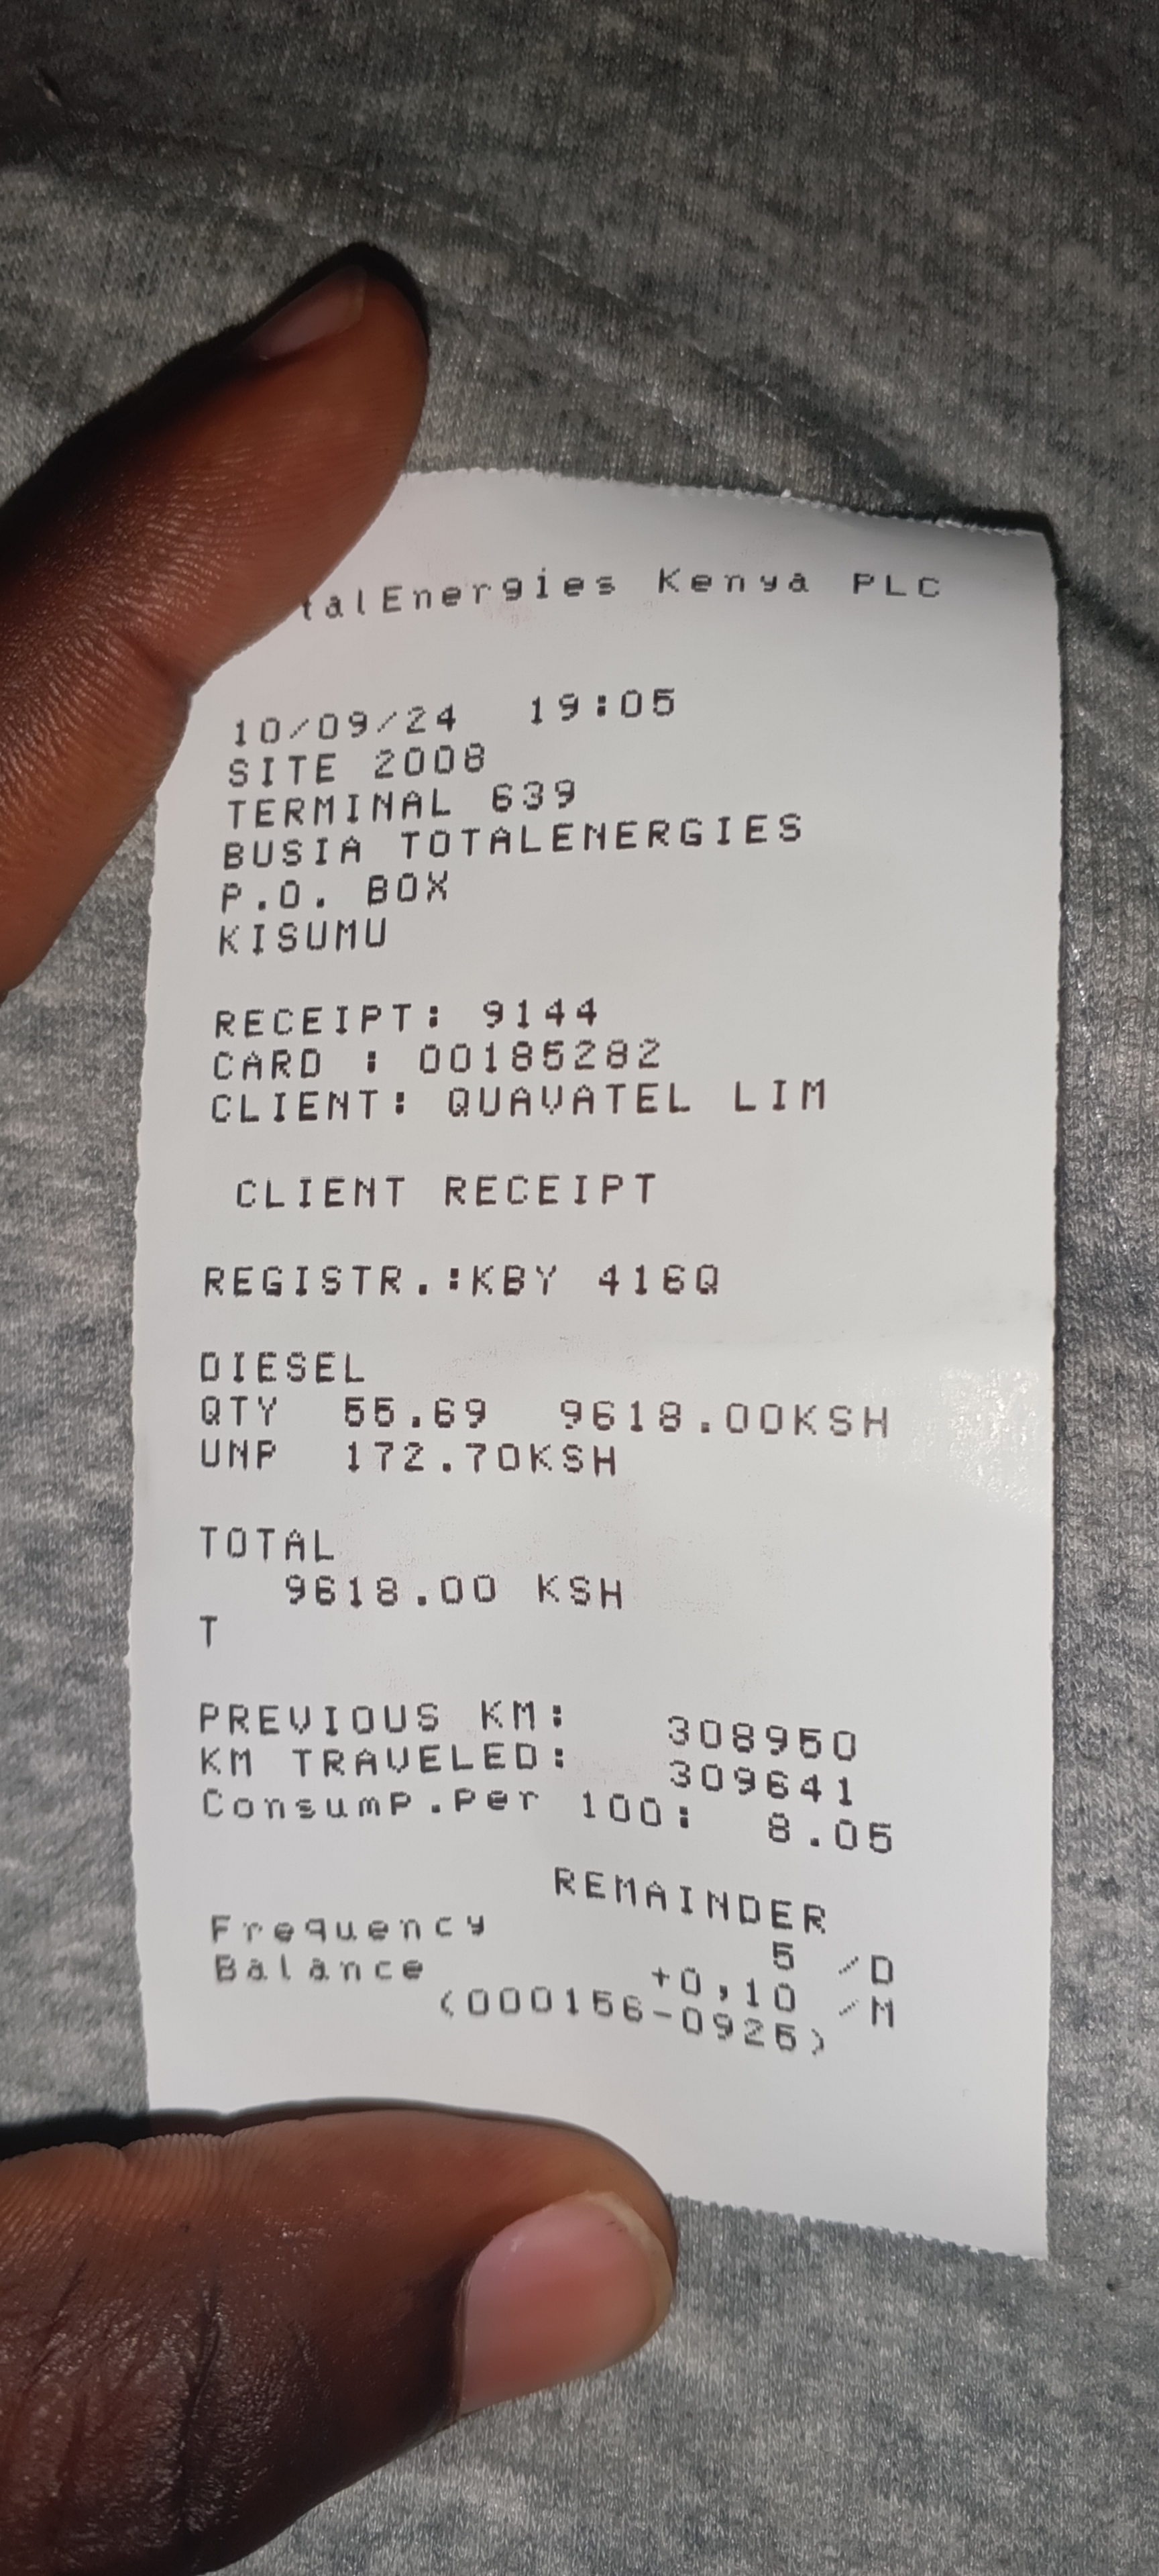 talEnergies Kenya PLC
10/09/24 19:05
SITE 2008
TERMINAL 639
BUSIA TOTALENERGIES
P.O. BOX
KISUMU
RECEIPT: 9144
CARD : 00185282
CLIENT: QUAVATEL LIM
CLIENT RECEIPT
REGISTR.:KBY 416Q
DIESEL
QTY 55.69 9618.00KSH
UNP 172.70KSH
TOTAL
9618.00 KSH
T
PREVIOUS KM: 308950
KM TRAVELED: 309641
Consump.Per 100: 8.05
REMAINDER
Frequency 5 /D
Balance +0,10 /M
(000156-0925)